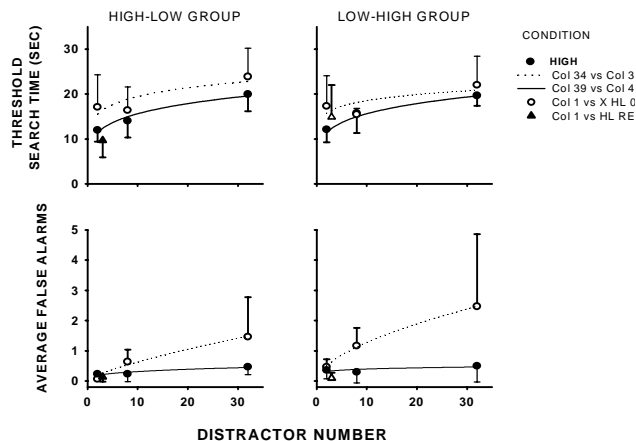 HIGH-LOW GROUP
LOW-HIGH GROUP
CONDITION
HIGH
Col 34 vs Col 3
Col 39 vs Col 4
Col 1 vs X HL 0
Col 1 vs HL RE
THRESHOLD
SEARCH TIME (SEC)
30
20
10
0
30
20
10
0
AVERAGE FALSE ALARMS
5
4
3
2
1
0
0
10
20
30
5
4
3
2
1
0
0
10
20
30
DISTRACTOR NUMBER